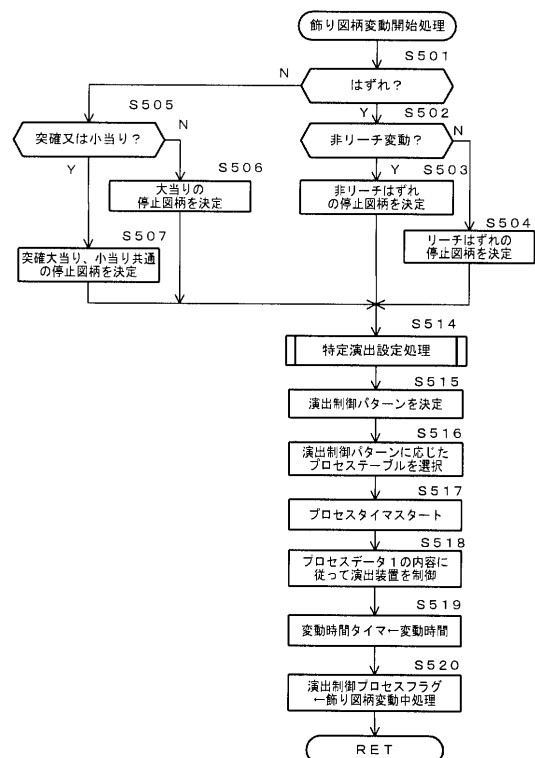 飾り図柄変動開始処理
S501
N
はずれ?
S505
Y
S502
突確又は小当り?
N
非リーチ変動?
N
S506
Y
S503
Y
大当りの
停止図柄を決定
非リーチはずれ
の停止図柄を決定
S504
S507
リーチはずれの
停止図柄を決定
突確大当り、小当り共通
の停止図柄を決定
S514
特定演出設定処理
S515
演出制御パターンを決定
S516
演出制御パターンに応じた
プロセステーブルを選択
S517
プロセスタイマスタート
S518
プロセスデータ1の内容に
従って演出装置を制御
S519
変動時間タイマ←変動時間
S520
演出制御プロセスフラグ
←飾り図柄変動中処理
RET